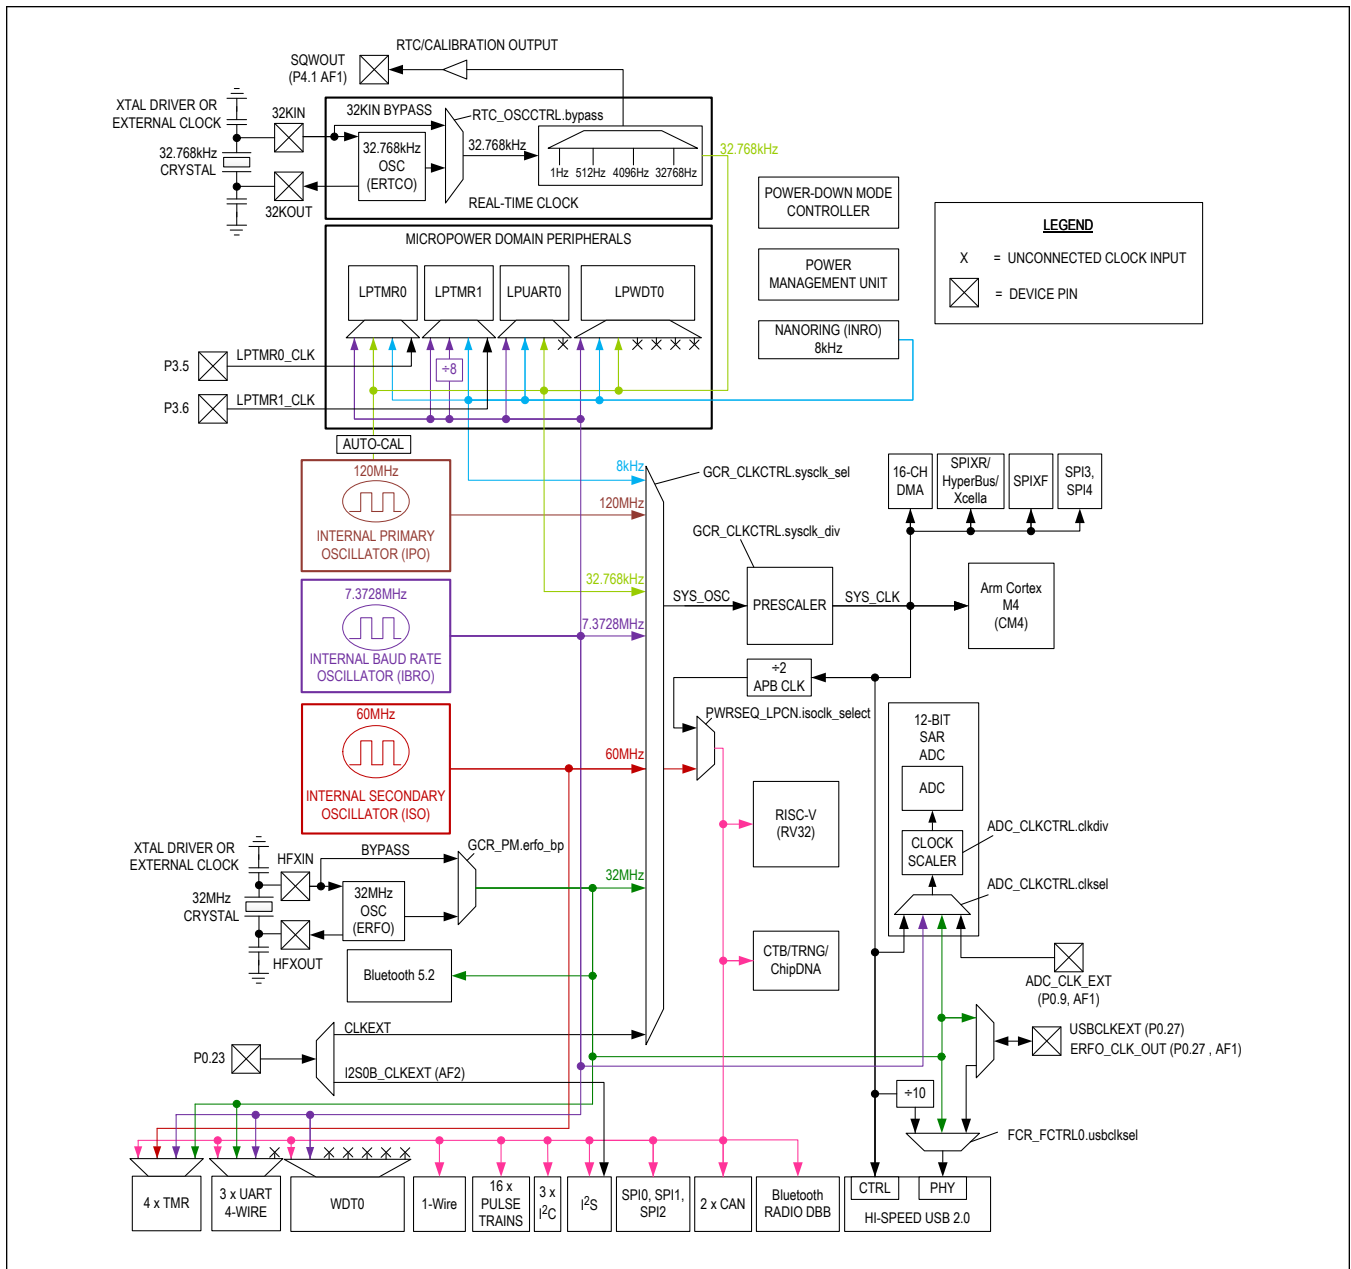 RTC/CALIBRATION OUTPUT
SQWOUT
(P4.1 AF1)
XTAL DRIVER OR
EXTERNAL CLOCK
32KIN
32KIN BYPASS
RTC_OSCCTRL.bypass
32.768kHz
CRYSTAL
32.768kHz
OSC
(ERTCO)
32.768kHz
1Hz 512Hz 4096Hz 32768Hz
32.768kHz
32KOUT
REAL-TIME CLOCK
POWER-DOWN MODE
CONTROLLER
POWER
MANAGEMENT UNIT
NANORING (INRO)
8kHz
LEGEND
X = UNCONNECTED CLOCK INPUT
= DEVICE PIN
MICROPOWER DOMAIN PERIPHERALS
LPTMR0
LPTMR1
LPUART0
LPWDT0
÷8
P3.5
LPTMR0_CLK
P3.6
LPTMR1_CLK
AUTO-CAL
120MHz
INTERNAL PRIMARY
OSCILLATOR (IPO)
7.3728MHz
INTERNAL BAUD RATE
OSCILLATOR (IBRO)
60MHz
INTERNAL SECONDARY
OSCILLATOR (ISO)
8kHz
120MHz
32.768kHz
7.3728MHz
60MHz
32MHz
GCR_CLKCTRL.sysclk_sel
GCR_CLKCTRL.sysclk_div
SYS_OSC
PRESCALER
SYS_CLK
16-CH
DMA
SPIXR/
HyperBus/
Xcella
SPIXF
SPI3,
SPI4
Arm Cortex
M4
(CM4)
÷2
APB CLK
PWRSEQ_LPCN.isoclk_select
RISC-V
(RV32)
CTB/TRNG/
ChipDNA
12-BIT
SAR
ADC
ADC
CLOCK
SCALER
ADC_CLKCTRL.clkdiv
ADC_CLKCTRL.clksel
ADC_CLK_EXT
(P0.9, AF1)
XTAL DRIVER OR
EXTERNAL CLOCK
HFXIN
BYPASS
GCR_PM.erfo_bp
32MHz
CRYSTAL
32MHz
OSC
(ERFO)
HFXOUT
Bluetooth 5.2
P0.23
CLKEXT
I2S0B_CLKEXT (AF2)
USBCLKEXT (P0.27)
ERFO_CLK_OUT (P0.27 , AF1)
÷10
FCR_FCTRL0.usbclksel
4 x TMR
3 x UART
4-WIRE
WDT0
1-Wire
16 x
PULSE
TRAINS
3 x
I2C
I2S
SPI0, SPI1,
SPI2
2 x CAN
Bluetooth
RADIO DBB
CTRL
PHY
HI-SPEED USB 2.0